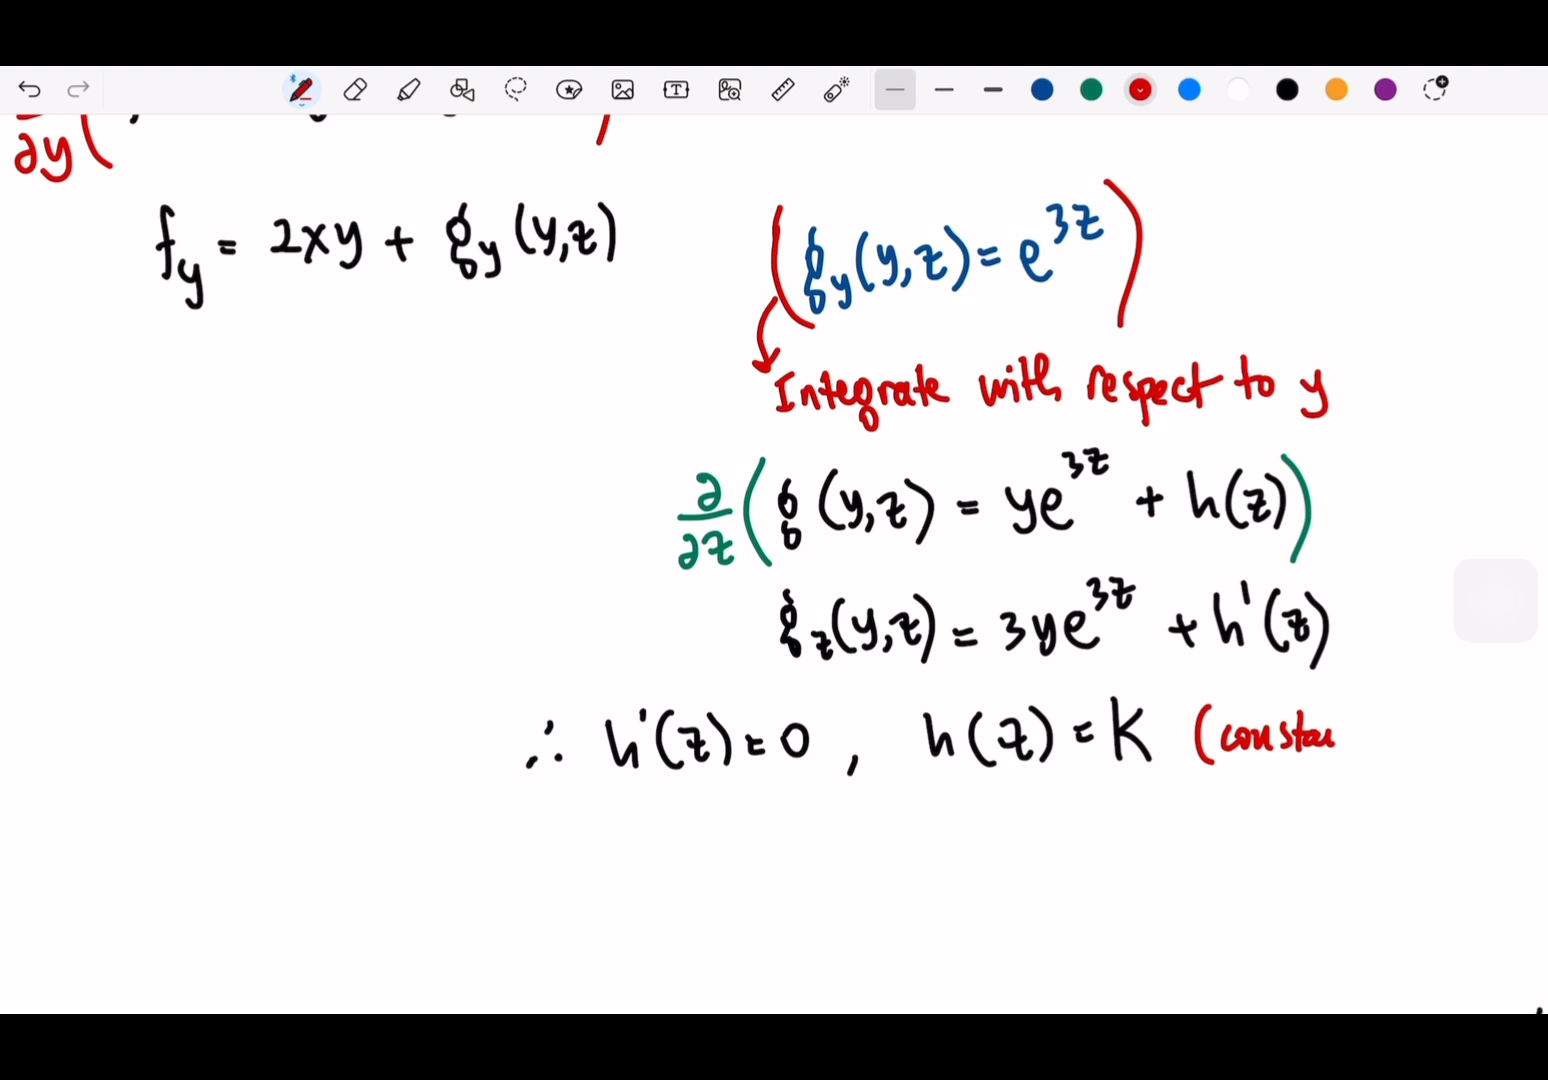 ∂y(
f_y = 2xy + g_y(y,z)
(g_y(y,z) = e^{3z})
Integrate with respect to y
∂/∂z (g(y,z) = ye^{3z} + h(z))
g_z(y,z) = 3ye^{3z} + h'(z)
∴ h'(z) = 0 , h(z) = K (constan